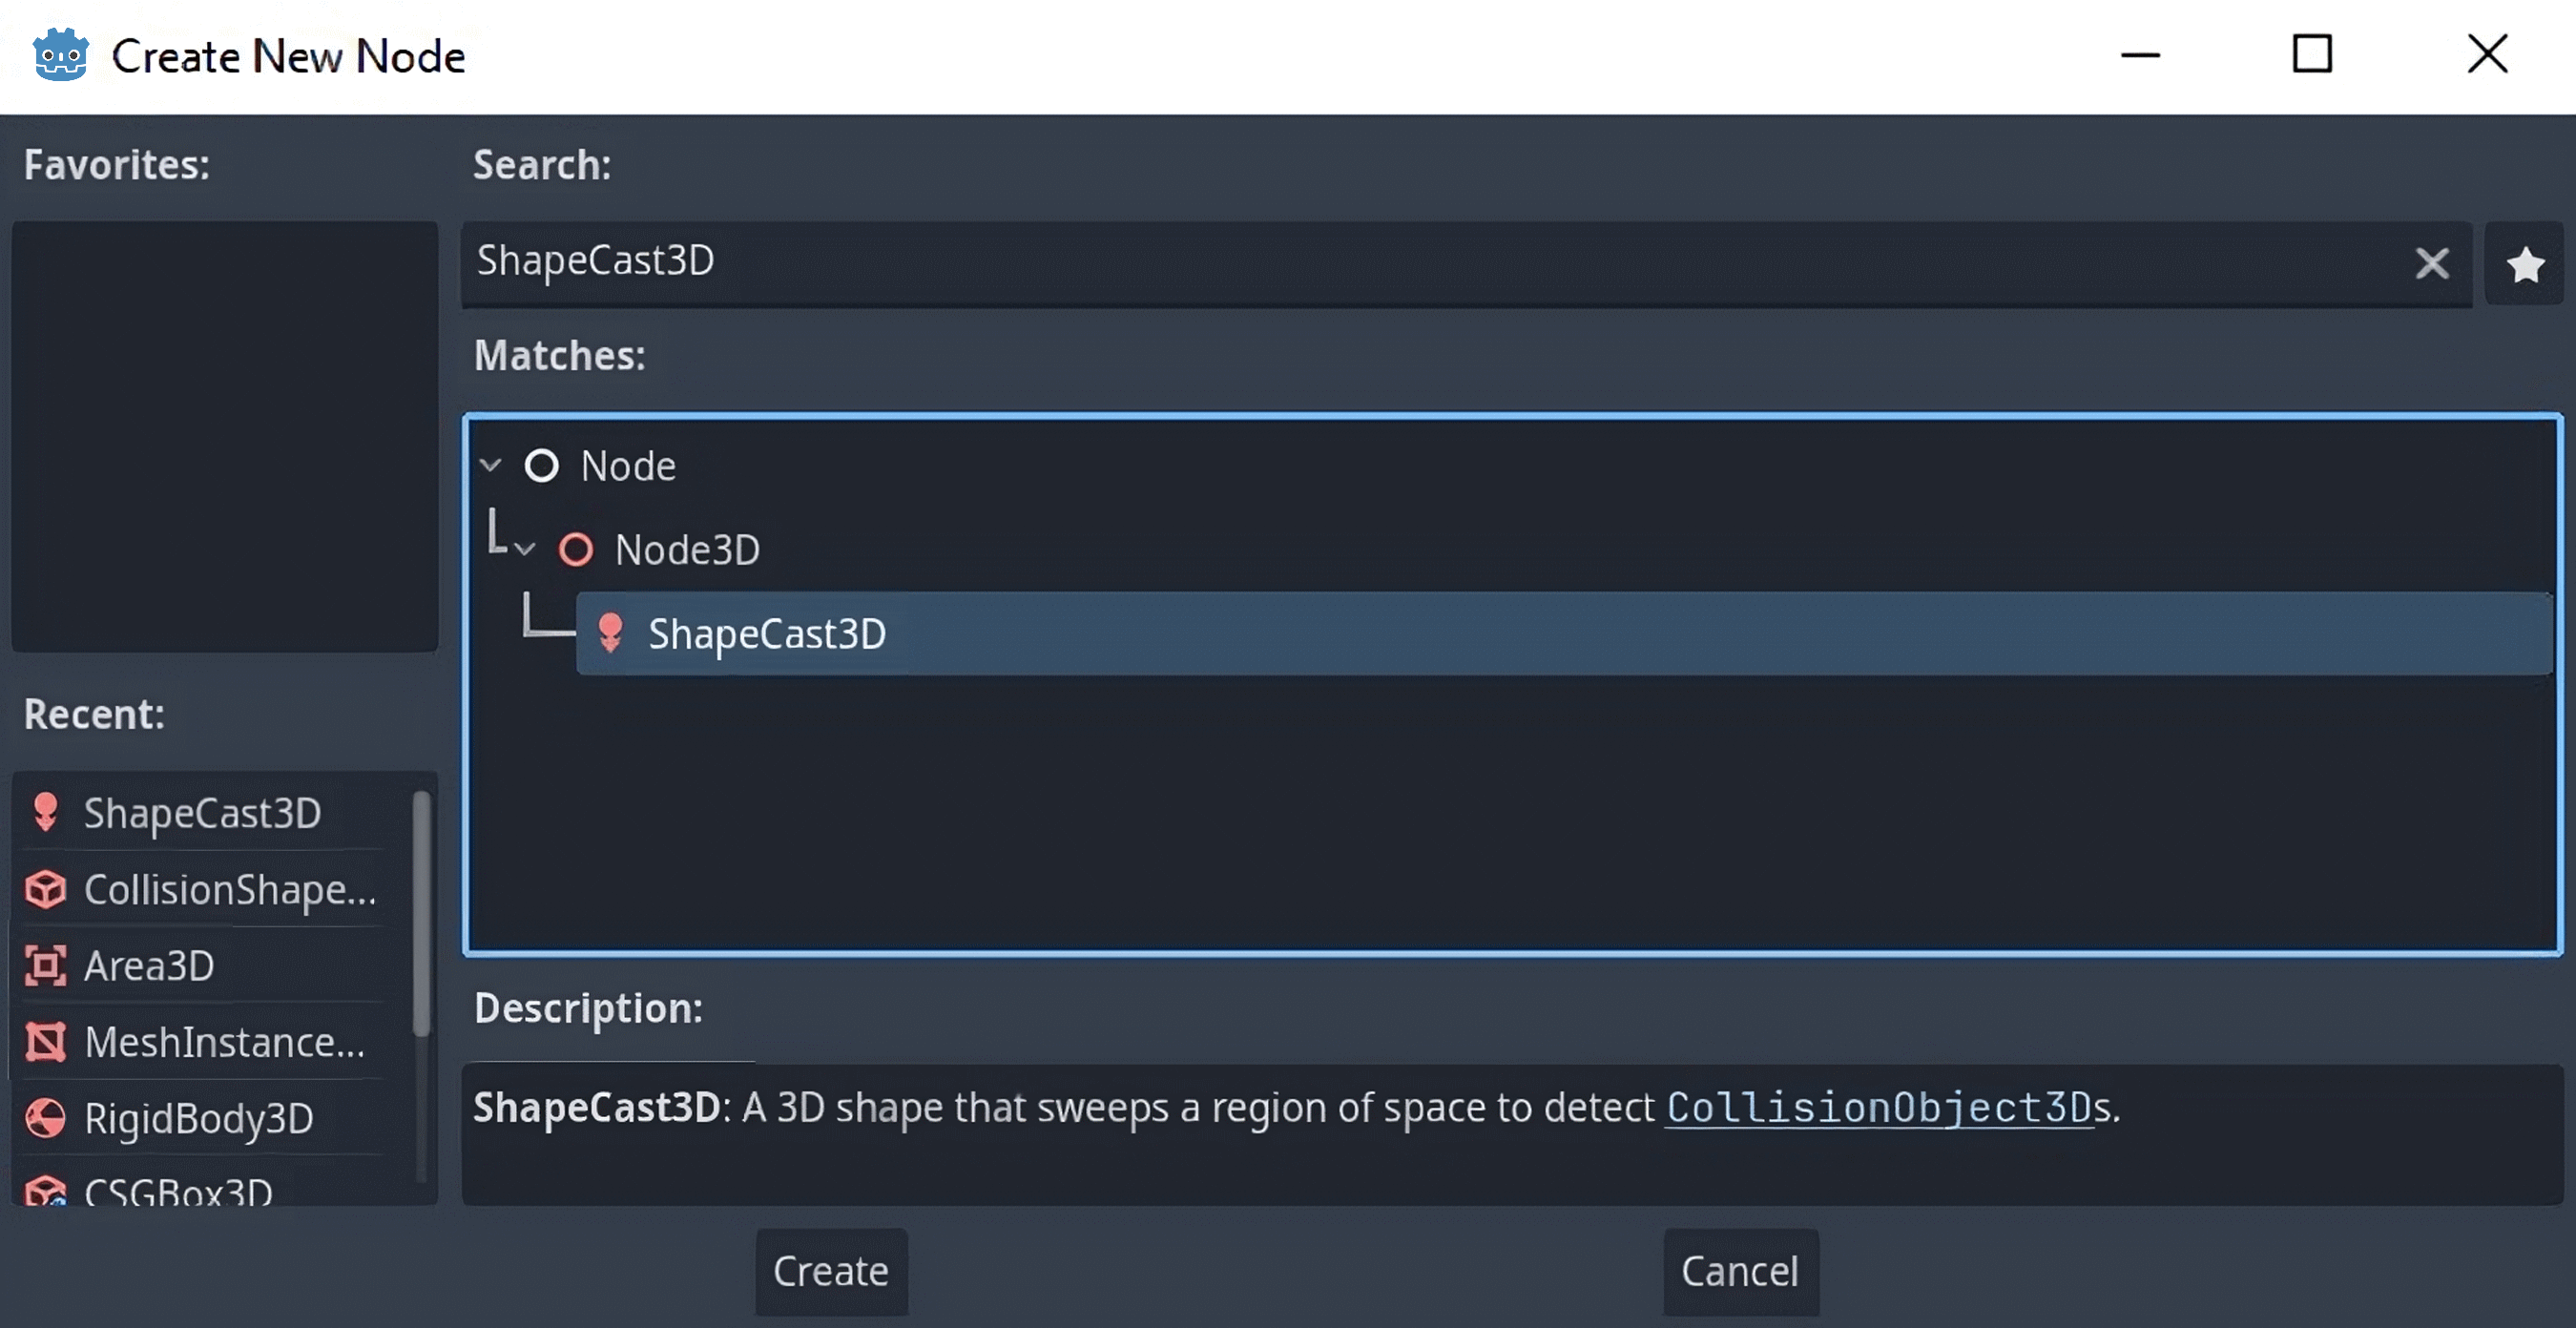 Create New Node
Favorites:
Search:
ShapeCast3D
Matches:
Node
Node3D
ShapeCast3D
Recent:
ShapeCast3D
CollisionShape...
Area3D
MeshInstance...
RigidBody3D
CSGBox3D
Description:
ShapeCast3D: A 3D shape that sweeps a region of space to detect CollisionObject3Ds.
Create
Cancel